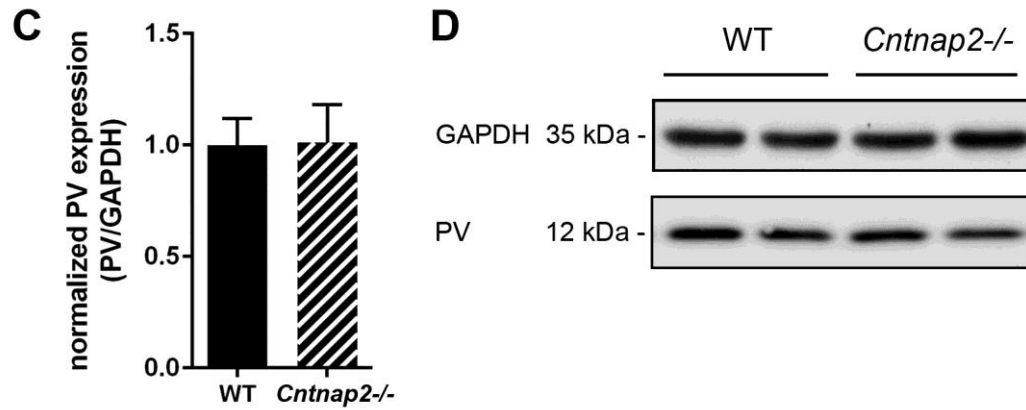 C
normalized PV expression
(PV/GAPDH)
1.5
1.0
0.5
0.0
WT
Cntnap2-/-
D
WT Cntnap2-/-
GAPDH 35 kDa -
PV 12 kDa -